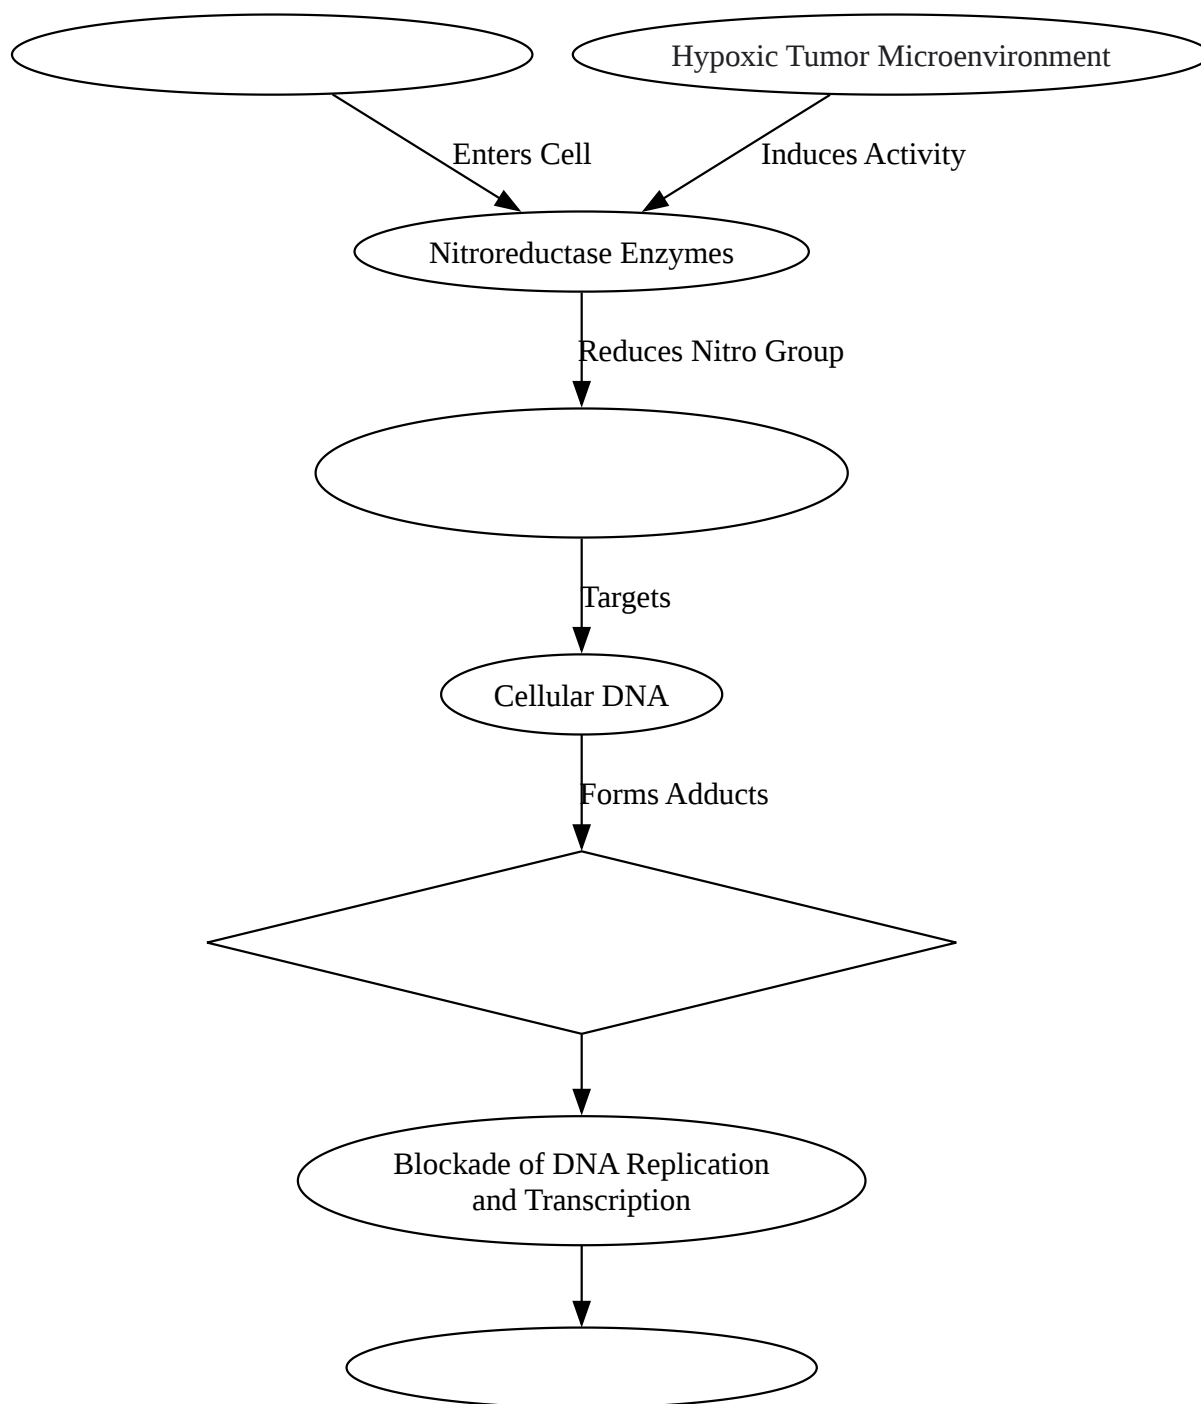 Hypoxic Tumor Microenvironment
Enters Cell
Induces Activity
Nitroreductase Enzymes
Reduces Nitro Group
Targets
Cellular DNA
Forms Adducts
Blockade of DNA Replication
and Transcription